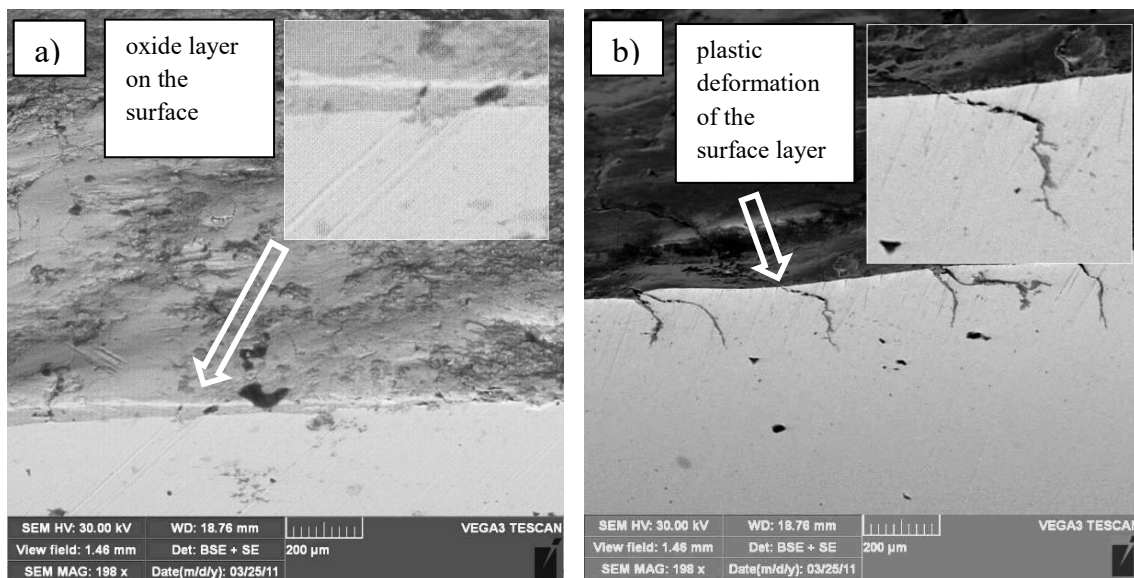 a)
oxide layer
on the
surface
SEM HV: 30.00 kV
WD: 18.76 mm
VEGA3 TESCAN
View field: 1.46 mm
Det: BSE + SE
200 µm
SEM MAG: 198 x
Date(m/d/y): 03/25/11
b)
plastic
deformation
of the
surface layer
SEM HV: 30.00 kV
WD: 18.76 mm
VEGA3 TESCAN
View field: 1.46 mm
Det: BSE + SE
200 µm
SEM MAG: 198 x
Date(m/d/y): 03/25/11